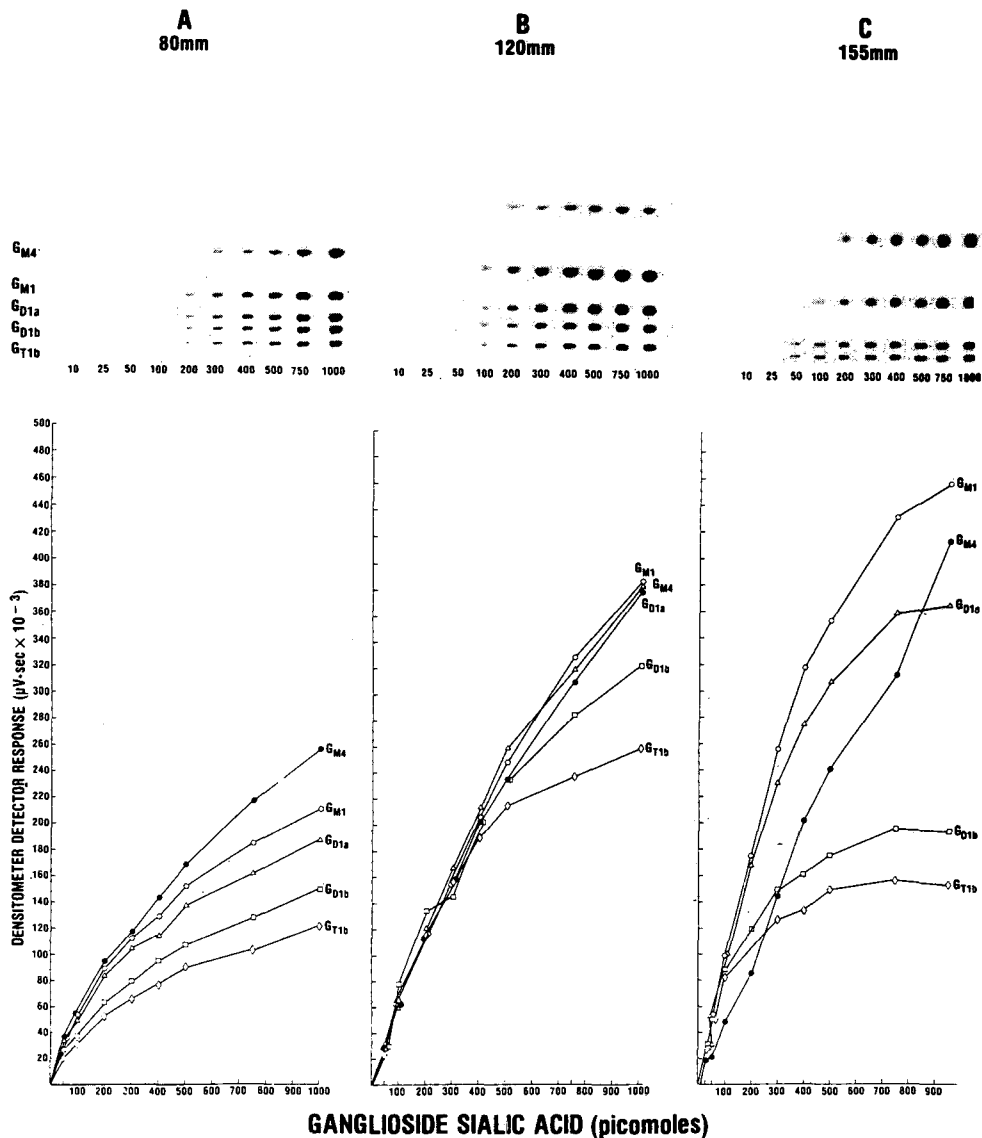 A
80mm
B
120mm
C
155mm
GM4
GM1
GD1a
GD1b
GT1b
10 25 50 100 200 300 400 500 750 1000
10 25 50 100 200 300 400 500 750 1000
10 25 50 100 200 300 400 500 750 1000
DENSITOMETER DETECTOR RESPONSE (µV·sec × 10 − 3)
500
480
460
440
420
400
380
360
340
320
300
280
260
240
220
200
180
160
140
120
100
80
60
40
20
GM4
GM1
GD1a
GD1b
GT1b
100 200 300 400 500 600 700 800 900 1000
GM1
GM4
GD1a
GD1b
GT1b
100 200 300 400 500 600 700 800 900 1000
GM1
GM4
GD1a
GD1b
GT1b
100 200 300 400 500 600 700 800 900
GANGLIOSIDE SIALIC ACID (picomoles)